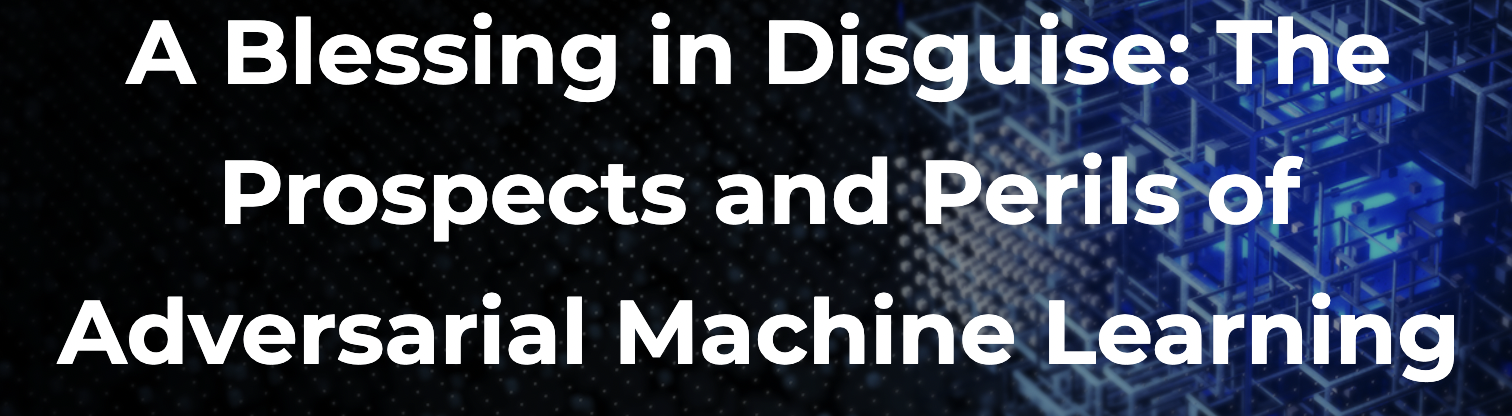 A Blessing in Disguise: The
Prospects and Perils of
Adversarial Machine Learning